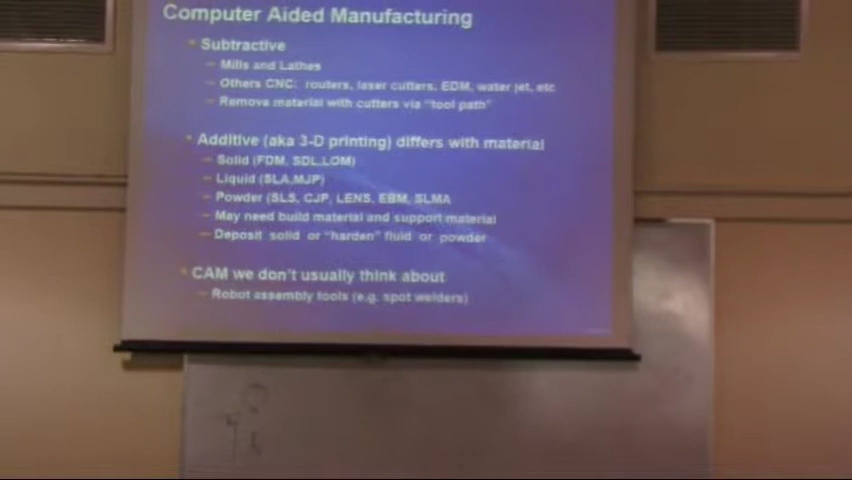 Computer Aided Manufacturing
Subtractive
– Mills and Lathes
– Others CNC: routers, laser cutters, EDM, water jet, etc
– Remove material with cutters via "tool path"
Additive (aka 3-D printing) differs with material
– Solid (FDM, SDL,LOM)
– Liquid (SLA,MJP)
– Powder (SLS, CJP, LENS, EBM, SLMA
– May need build material and support material
– Deposit solid or "harden" fluid or powder
CAM we don't usually think about
– Robot assembly tools (e.g. spot welders)